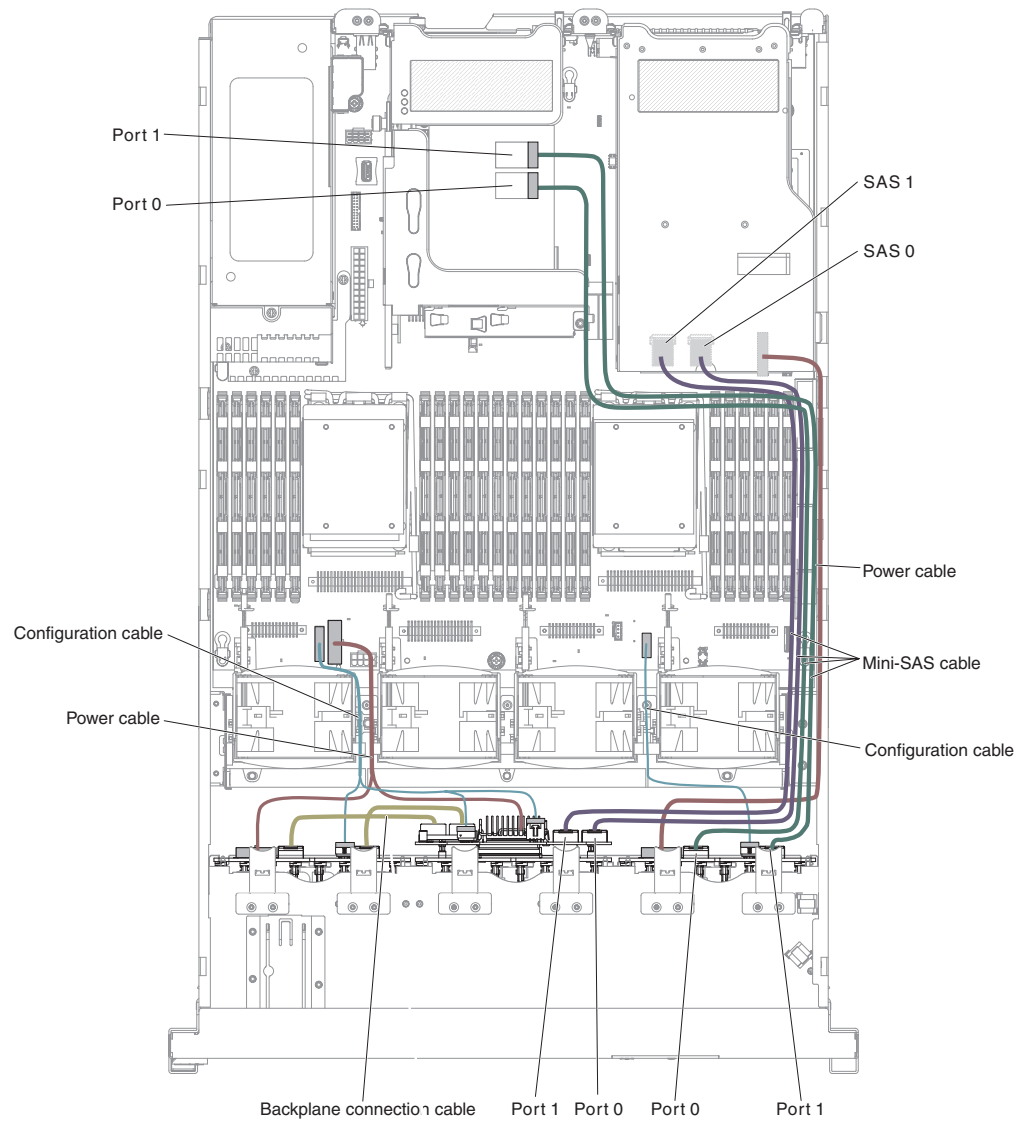 Port 1
Port 0
SAS 1
SAS 0
Power cable
Configuration cable
Mini-SAS cable
Power cable
Configuration cable
Backplane connection cable
Port 1
Port 0
Port 0
Port 1